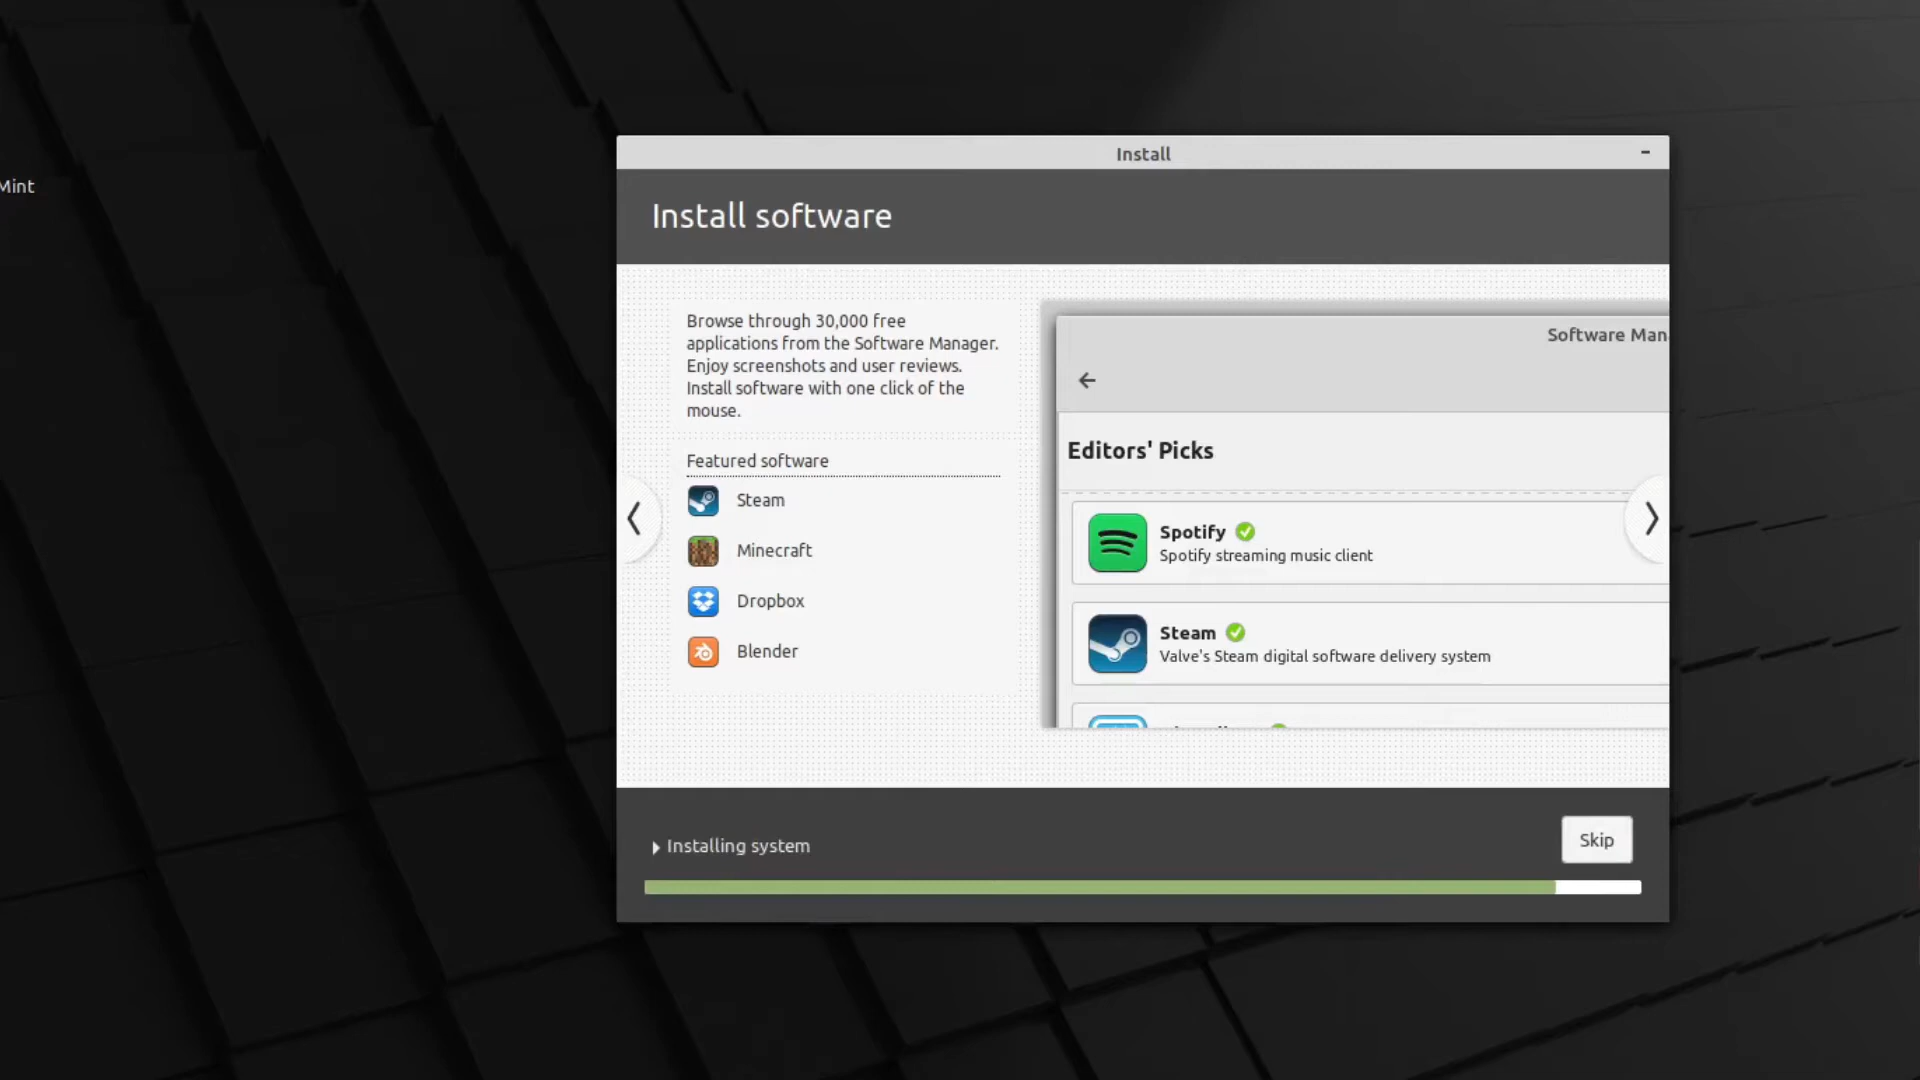 Mint
Install
Install software
Browse through 30,000 free
applications from the Software Manager.
Enjoy screenshots and user reviews.
Install software with one click of the
mouse.
Featured software
Steam
Minecraft
Dropbox
Blender
Software Man
Editors' Picks
Spotify
Spotify streaming music client
Steam
Valve's Steam digital software delivery system
Installing system
Skip